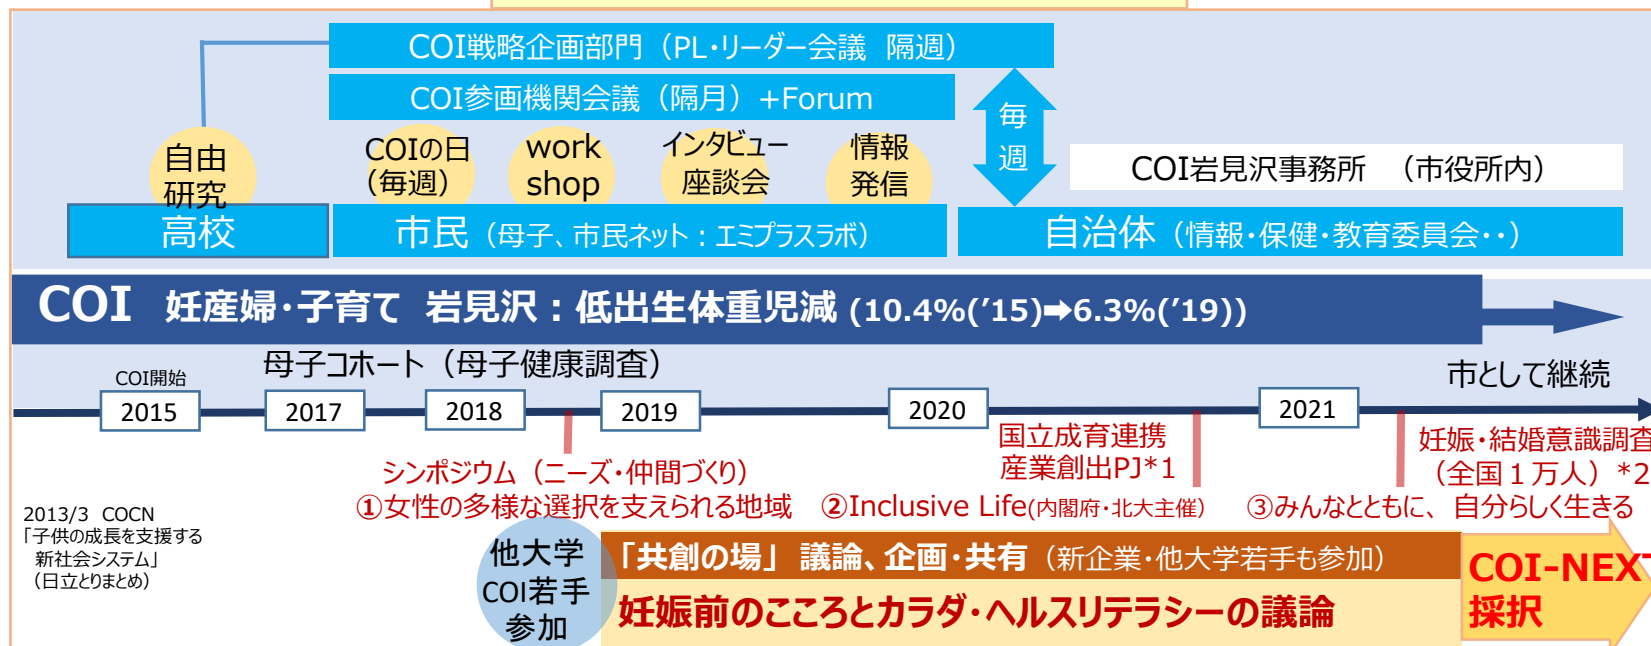 COI戦略企画部門（PL・リーダー会議 隔週）
COI参画機関会議（隔月）+Forum
毎
週
自由
研究
COIの日
（毎週）
work
shop
インタビュー
座談会
情報
発信
COI岩見沢事務所 （市役所内）
高校
市民（母子、市民ネット：エミプラスラボ）
自治体（情報・保健・教育委員会・・）
COI 妊産婦・子育て 岩見沢：低出生体重児減 (10.4%('15)➡6.3%('19))
母子コホート（母子健康調査）
市として継続
COI開始
2015
2017
2018
2019
2020
2021
国立成育連携
産業創出PJ*1
妊娠・結婚意識調査
（全国１万人）*2
シンポジウム（ニーズ・仲間づくり）
①女性の多様な選択を支えられる地域
②Inclusive Life(内閣府・北大主催）
③みんなとともに、自分らしく生きる
2013/3 COCN
「子供の成長を支援する
新社会システム」
（日立とりまとめ）
他大学
COI若手
参加
「共創の場」 議論、企画・共有（新企業・他大学若手も参加）
妊娠前のこころとカラダ・ヘルスリテラシーの議論
COI-NEXT
採択